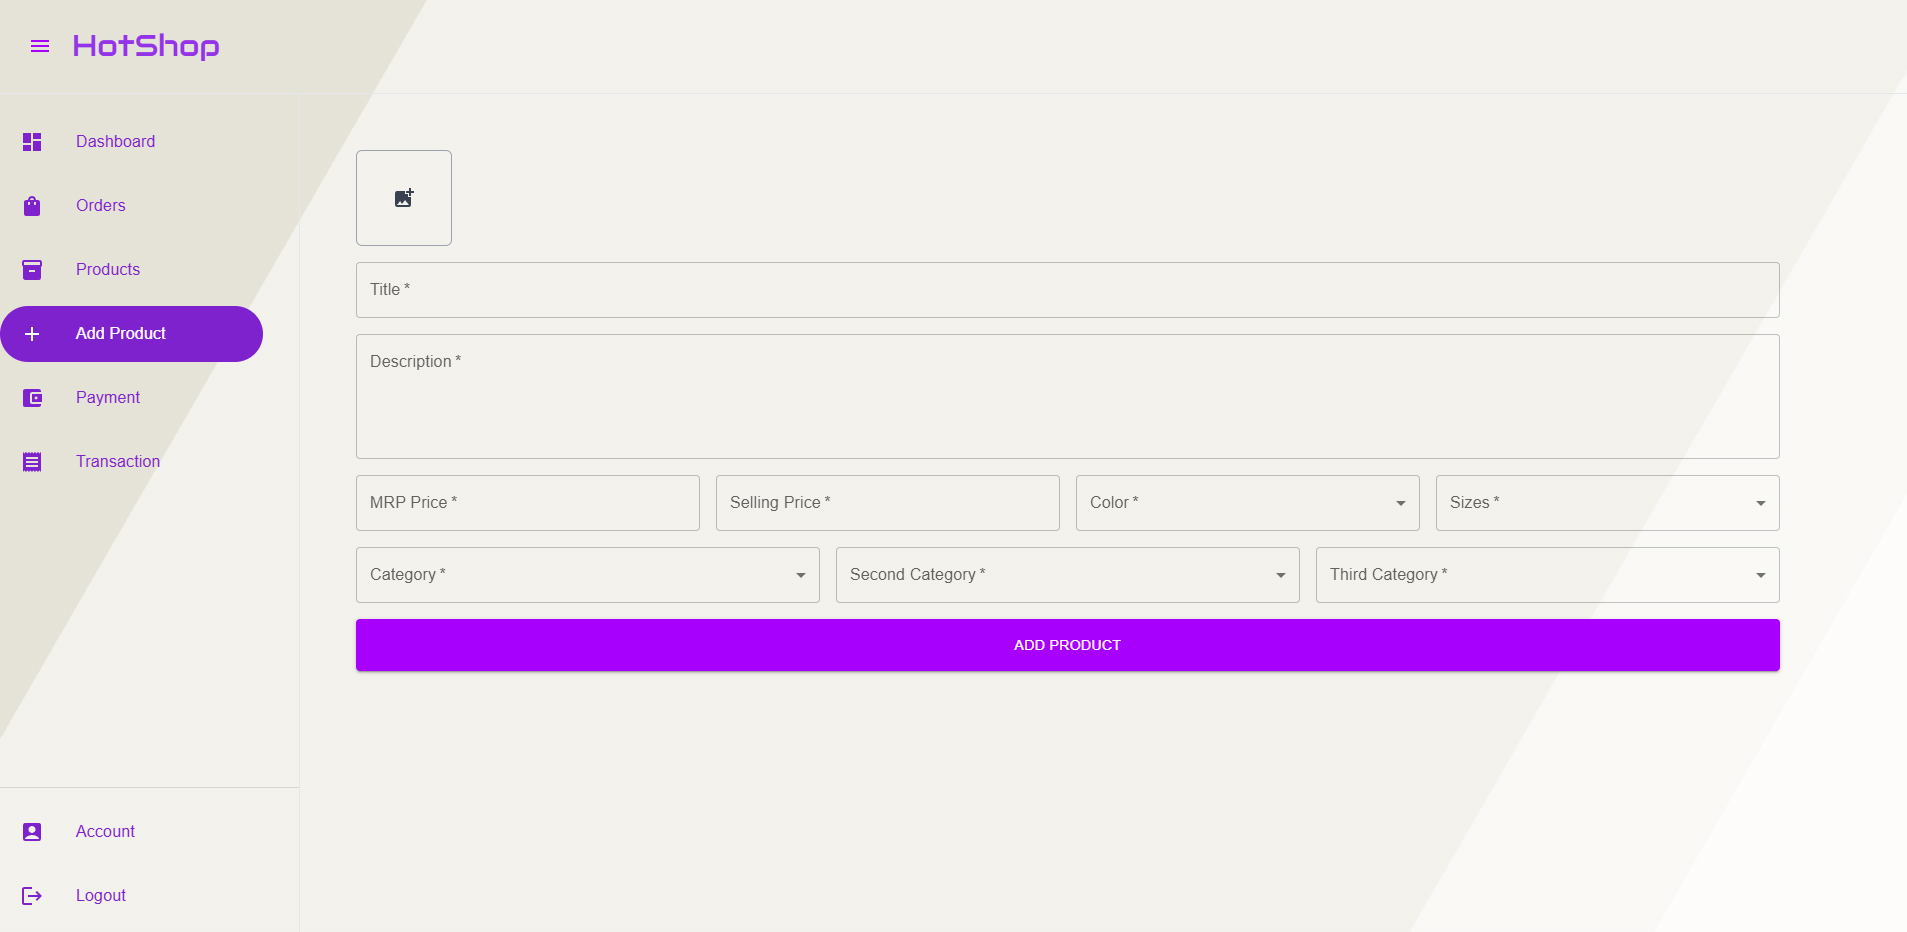 HotShop
Dashboard
Orders
Products
Add Product
Payment
Transaction
Account
Logout
Title *
Description *
MRP Price *
Selling Price *
Color *
Sizes *
Category *
Second Category *
Third Category *
ADD PRODUCT